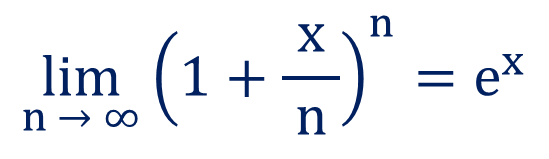 lim n → ∞ (1 + x/n)^n = e^x